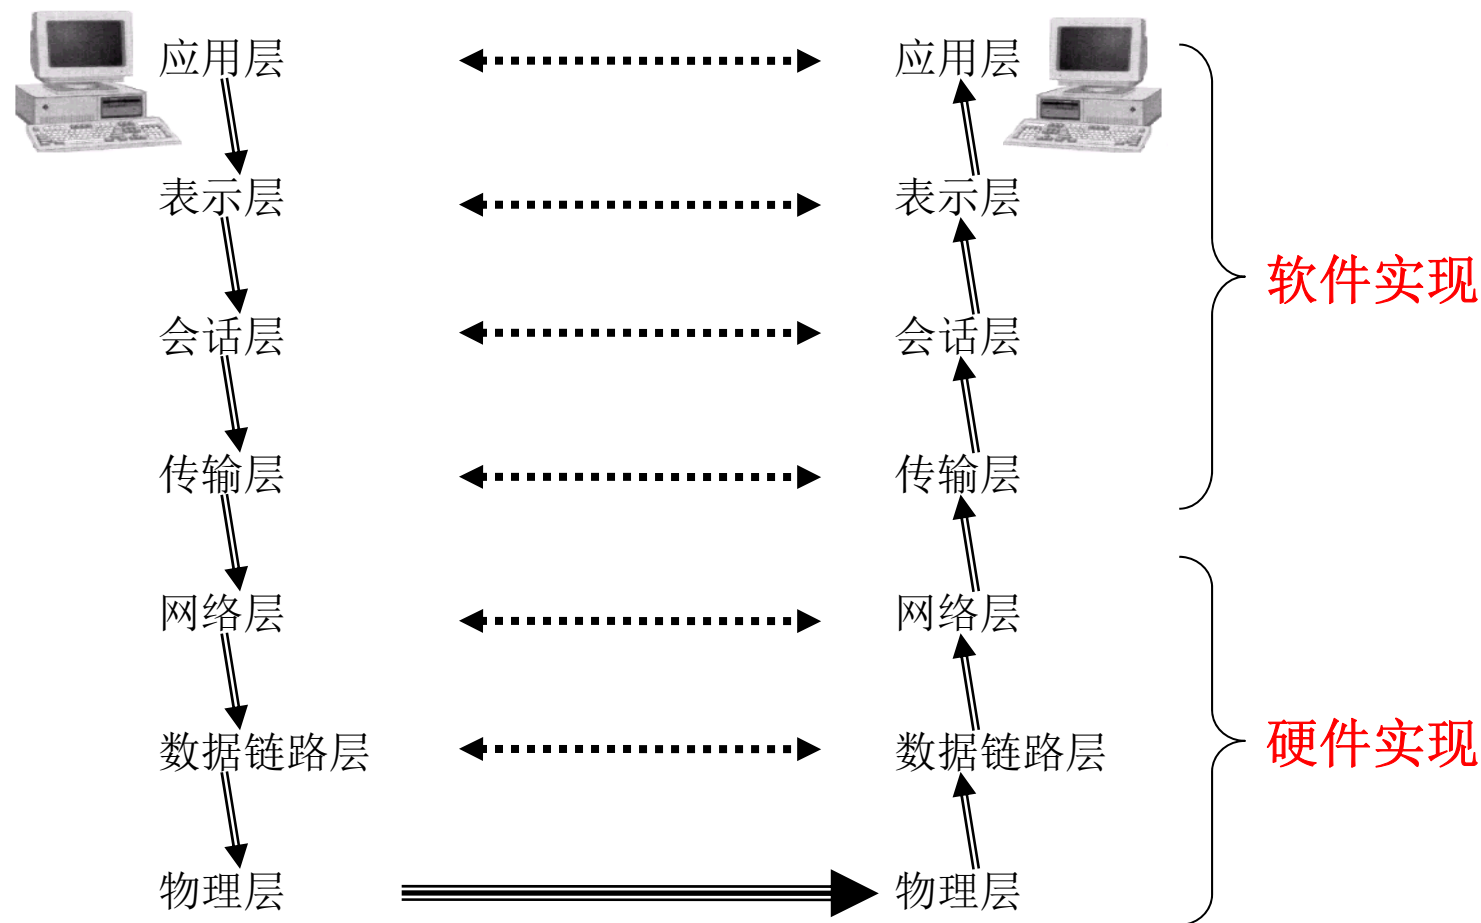 应用层 应用层
表示层 表示层
会话层 会话层
软件实现
传输层 传输层
网络层 网络层
数据链路层 数据链路层
硬件实现
物理层 物理层